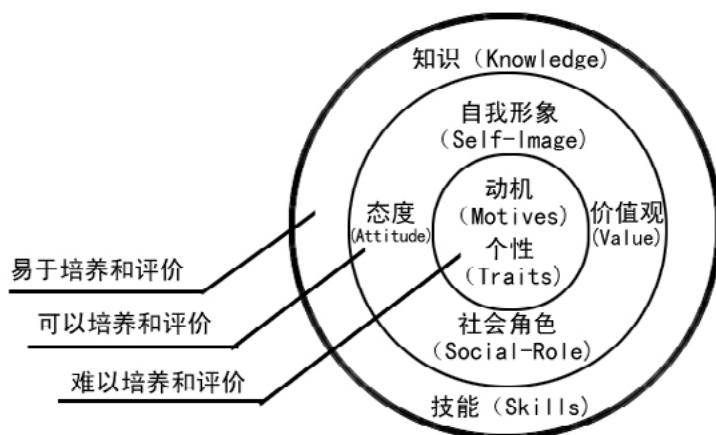 知识（Knowledge）
自我形象
（Self-Image）
动机
（Motives）
个性
（Traits）
态度
（Attitude）
价值观
（Value）
社会角色
（Social-Role）
技能（Skills）
易于培养和评价
可以培养和评价
难以培养和评价